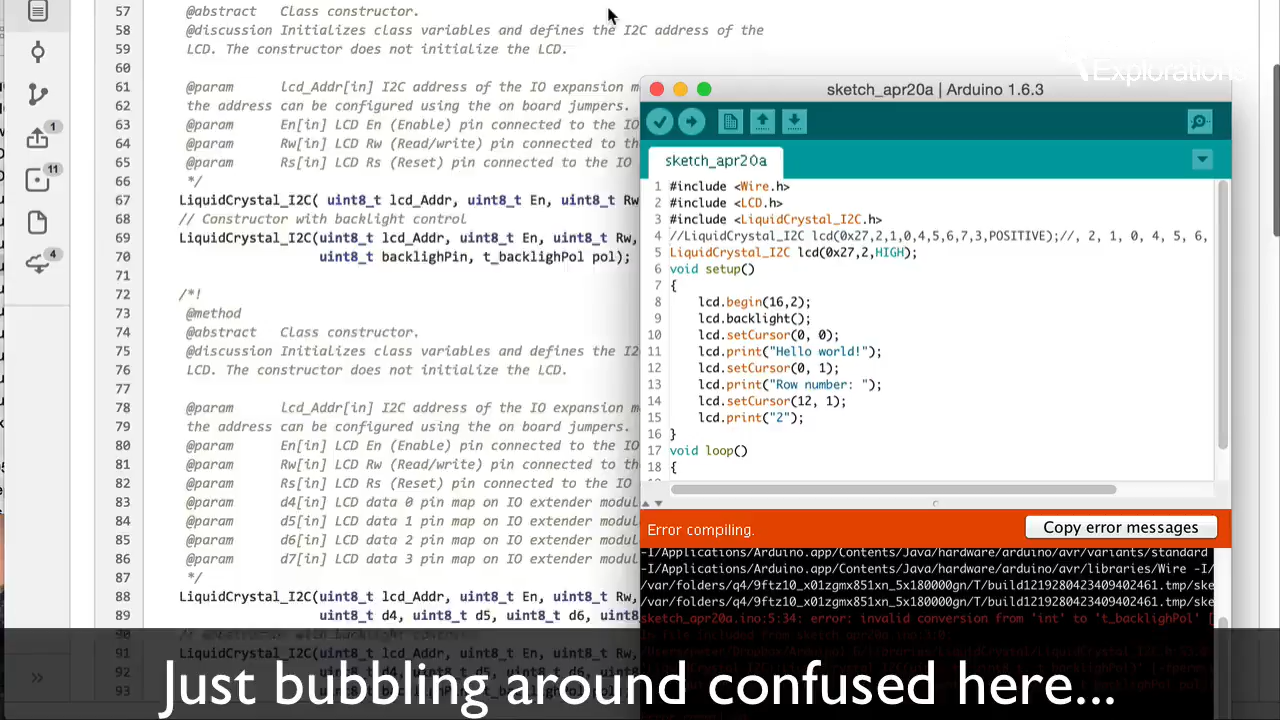 57 @abstract Class constructor.
58 @discussion Initializes class variables and defines the I2C address of the
59 LCD. The constructor does not initialize the LCD.
60
61 @param Lcd_Addr[in] I2C address of the IO expansion m
62 the address can be configured using the on board jumpers.
63 @param En[in] LCD En (Enable) pin connected to the IO
64 @param Rw[in] LCD Rw (Read/write) pin connected to the
65 @param Rs[in] LCD Rs (Reset) pin connected to the IO
66 */
67 LiquidCrystal_I2C( uint8_t lcd_Addr, uint8_t En, uint8_t Rw,
68 // Constructor with backlight control
69 LiquidCrystal_I2C(uint8_t lcd_Addr, uint8_t En, uint8_t Rw,
70 uint8_t backlighPin, t_backlighPol pol);
71
72 /*!
73 @method
74 @abstract Class constructor.
75 @discussion Initializes class variables and defines the I2
76 LCD. The constructor does not initialize the LCD.
77
78 @param Lcd_Addr[in] I2C address of the IO expansion m
79 the address can be configured using the on board jumpers.
80 @param En[in] LCD En (Enable) pin connected to the IO
81 @param Rw[in] LCD Rw (Read/write) pin connected to the
82 @param Rs[in] LCD Rs (Reset) pin connected to the IO
83 @param d4[in] LCD data 0 pin map on IO extender modul
84 @param d5[in] LCD data 1 pin map on IO extender modul
85 @param d6[in] LCD data 2 pin map on IO extender modul
86 @param d7[in] LCD data 3 pin map on IO extender modul
87 */
88 LiquidCrystal_I2C(uint8_t lcd_Addr, uint8_t En, uint8_t Rw,
89 uint8_t d4, uint8_t d5, uint8_t d6, uint8
90
91 LiquidCrystal_I2C(uint8_t lcd_Addr, uint8_t En, uint8_t Rw,
92
93
1
11
4
Explorations
sketch_apr20a | Arduino 1.6.3
sketch_apr20a
1 #include <Wire.h>
2 #include <LCD.h>
3 #include <LiquidCrystal_I2C.h>
4 //LiquidCrystal_I2C lcd(0x27,2,1,0,4,5,6,7,3,POSITIVE);//, 2, 1, 0, 4, 5, 6,
5 LiquidCrystal_I2C lcd(0x27,2,HIGH);
6 void setup()
7 {
8 lcd.begin(16,2);
9 lcd.backlight();
10 lcd.setCursor(0, 0);
11 lcd.print("Hello world!");
12 lcd.setCursor(0, 1);
13 lcd.print("Row number: ");
14 lcd.setCursor(12, 1);
15 lcd.print("2");
16 }
17 void loop()
18 {
Error compiling.
Copy error messages
-I/Applications/Arduino.app/Contents/Java/hardware/arduino/avr/variants/standard
-I/Applications/Arduino.app/Contents/Java/hardware/arduino/avr/libraries/Wire -I/
/var/folders/q4/9ftz10_x01zgmx851xn_5x180000gn/T/build1219280423409402461.tmp/ske
/var/folders/q4/9ftz10_x01zgmx851xn_5x180000gn/T/build1219280423409402461.tmp/ske
sketch_apr20a.ino:5:34: error: invalid conversion from 'int' to 't_backlighPol' [
Just bubbling around confused here...